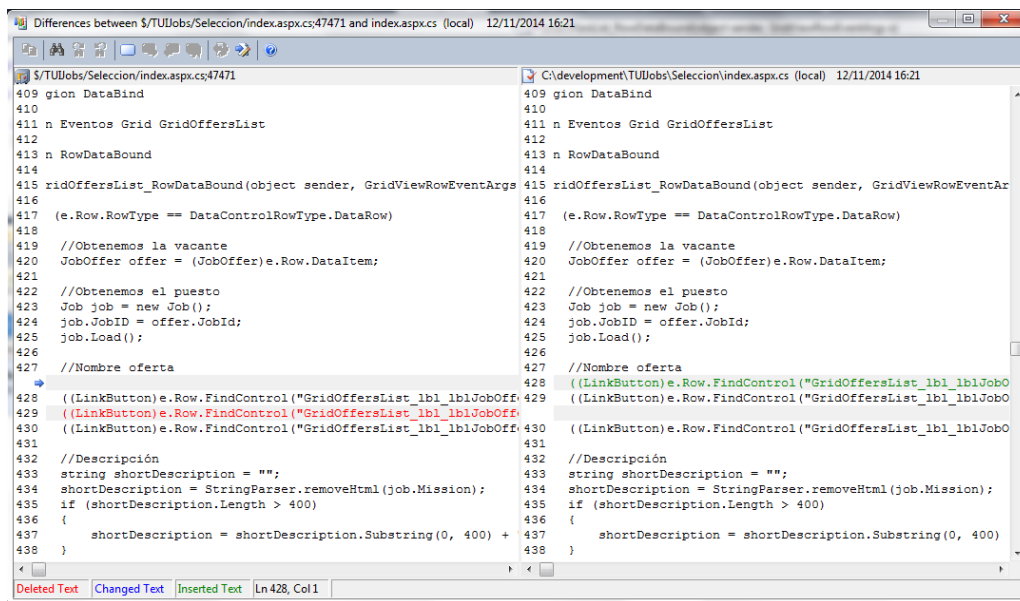 Differences between $/TUIJobs/Seleccion/index.aspx.cs;47471 and index.aspx.cs (local) 12/11/2014 16:21
$/TUIJobs/Seleccion/index.aspx.cs;47471
409 gion DataBind
410
411 n Eventos Grid GridOffersList
412
413 n RowDataBound
414
415 ridOffersList_RowDataBound(object sender, GridViewRowEventArgs
416
417 (e.Row.RowType == DataControlRowType.DataRow)
418
419 //Obtenemos la vacante
420 JobOffer offer = (JobOffer)e.Row.DataItem;
421
422 //Obtenemos el puesto
423 Job job = new Job();
424 job.JobID = offer.JobId;
425 job.Load();
426
427 //Nombre oferta
428 ((LinkButton)e.Row.FindControl("GridOffersList_lbl_lblJobOff
429 ((LinkButton)e.Row.FindControl("GridOffersList_lbl_lblJobOff
430 ((LinkButton)e.Row.FindControl("GridOffersList_lbl_lblJobOff
431
432 //Descripción
433 string shortDescription = "";
434 shortDescription = StringParser.removeHtml(job.Mission);
435 if (shortDescription.Length > 400)
436 {
437 shortDescription = shortDescription.Substring(0, 400) +
438 }
C:\development\TUIJobs\Seleccion\index.aspx.cs (local) 12/11/2014 16:21
409 gion DataBind
410
411 n Eventos Grid GridOffersList
412
413 n RowDataBound
414
415 ridOffersList_RowDataBound(object sender, GridViewRowEventAr
416
417 (e.Row.RowType == DataControlRowType.DataRow)
418
419 //Obtenemos la vacante
420 JobOffer offer = (JobOffer)e.Row.DataItem;
421
422 //Obtenemos el puesto
423 Job job = new Job();
424 job.JobID = offer.JobId;
425 job.Load();
426
427 //Nombre oferta
428 ((LinkButton)e.Row.FindControl("GridOffersList_lbl_lblJobO
429 ((LinkButton)e.Row.FindControl("GridOffersList_lbl_lblJobO
430 ((LinkButton)e.Row.FindControl("GridOffersList_lbl_lblJobO
431
432 //Descripción
433 string shortDescription = "";
434 shortDescription = StringParser.removeHtml(job.Mission);
435 if (shortDescription.Length > 400)
436 {
437 shortDescription = shortDescription.Substring(0, 400)
438 }
Deleted Text Changed Text Inserted Text Ln 428, Col 1